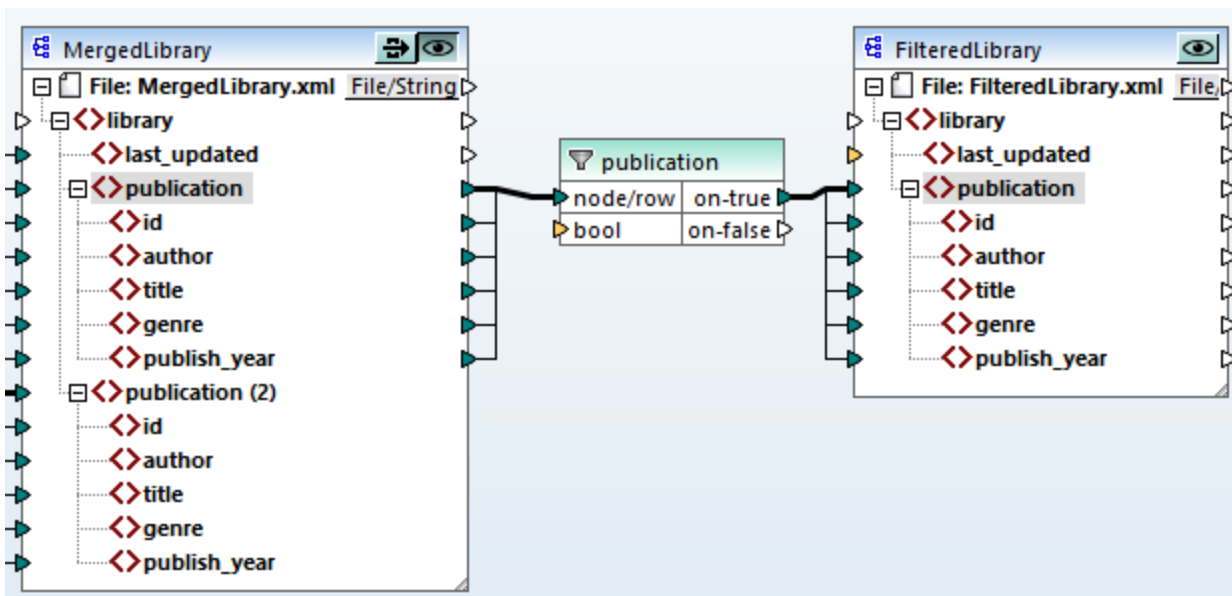 MergedLibrary
File: MergedLibrary.xml File/String
library
last_updated
publication
id
author
title
genre
publish_year
publication (2)
id
author
title
genre
publish_year
publication
node/row on-true
bool on-false
FilteredLibrary
File: FilteredLibrary.xml File/
library
last_updated
publication
id
author
title
genre
publish_year